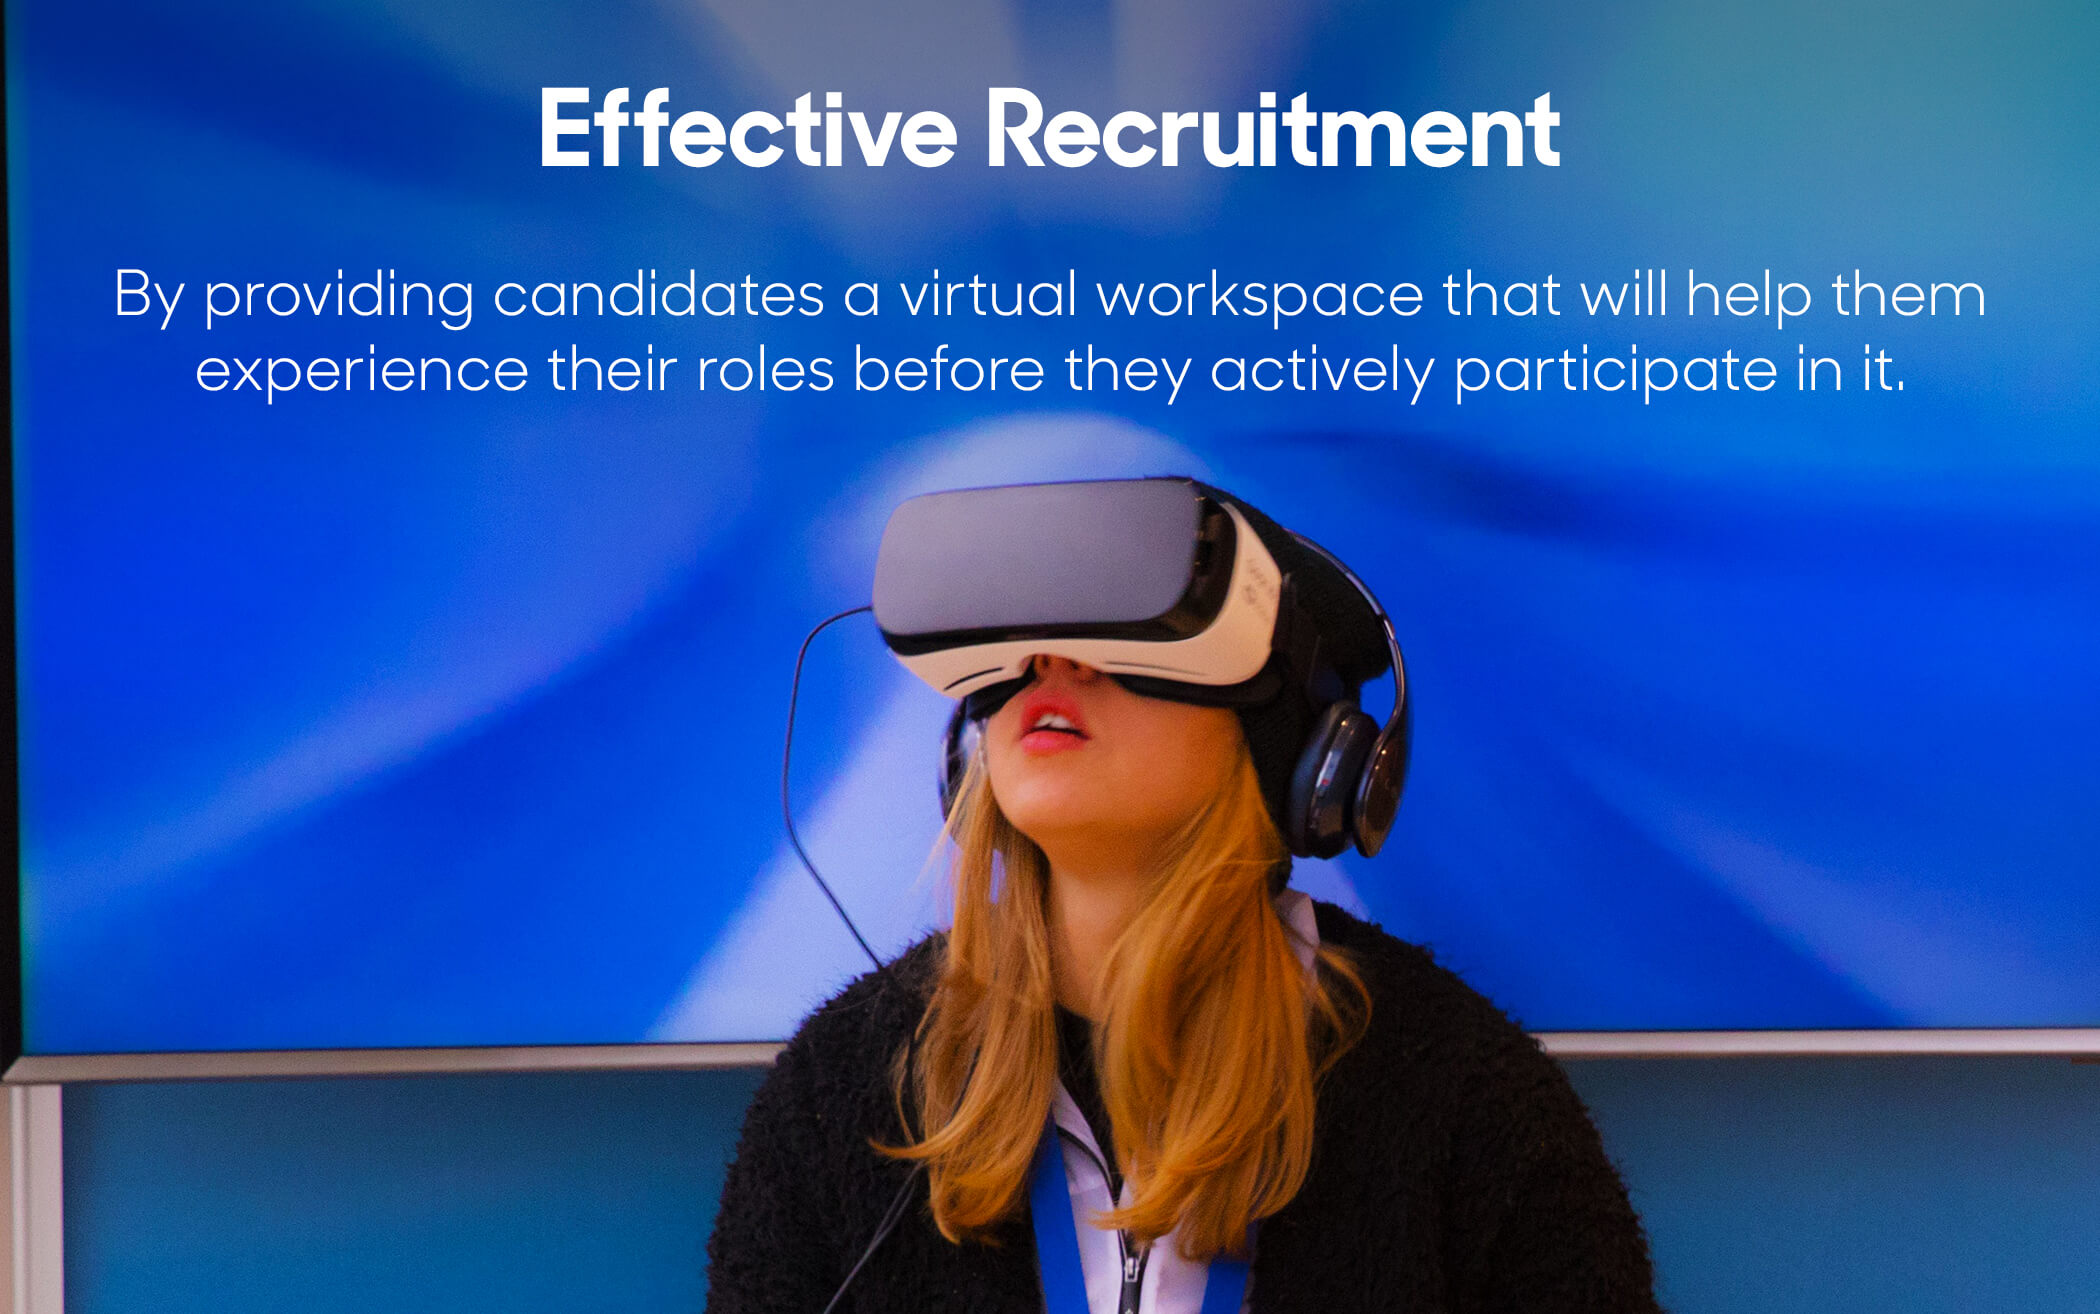 Effective Recruitment
By providing candidates a virtual workspace that will help them
experience their roles before they actively participate in it.